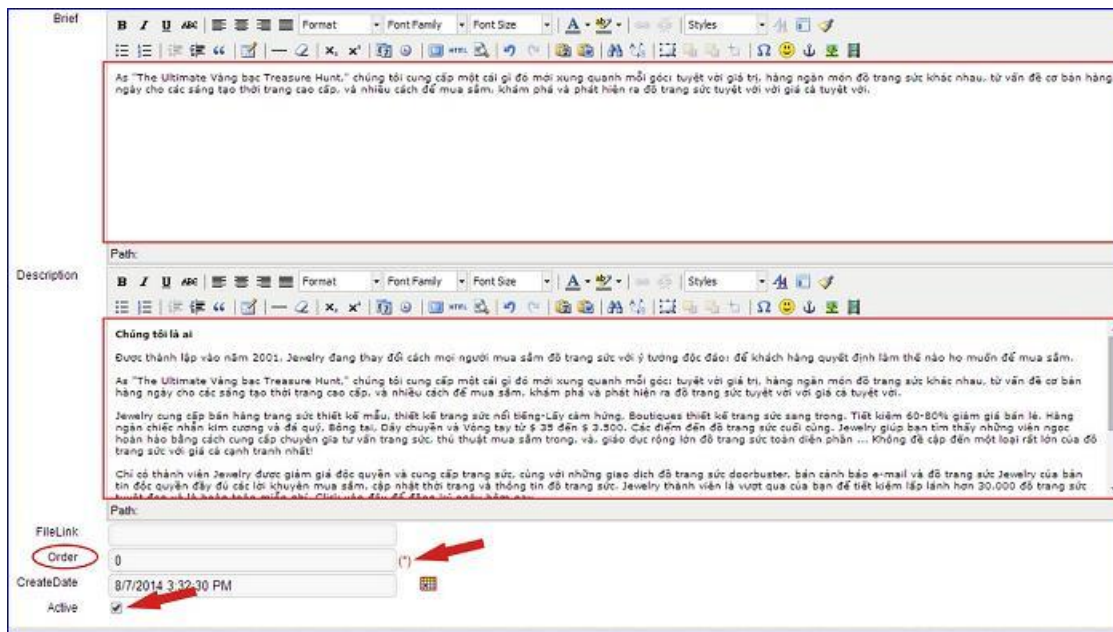 Brief
B I U ABC Format Font Family Font Size A ab Styles
HTML
As "The Ultimate Vàng bạc Treasure Hunt," chúng tôi cung cấp một cái gì đó mới xung quanh mỗi góc: tuyệt vời giá trị, hàng ngàn món đồ trang sức khác nhau, từ vấn đề cơ bản hàng
ngày cho các sáng tạo thời trang cao cấp, và nhiều cách để mua sắm, khám phá và phát hiện ra đồ trang sức tuyệt vời với giá cả tuyệt vời.
Path:
Description
B I U ABC Format Font Family Font Size A ab Styles
HTML
Chúng tôi là ai
Được thành lập vào năm 2001, Jewelry đang thay đổi cách mọi người mua sắm đồ trang sức với ý tưởng độc đáo: để khách hàng quyết định làm thế nào họ muốn để mua sắm.
As "The Ultimate Vàng bạc Treasure Hunt," chúng tôi cung cấp một cái gì đó mới xung quanh mỗi góc: tuyệt vời giá trị, hàng ngàn món đồ trang sức khác nhau, từ vấn đề cơ bản
hàng ngày cho các sáng tạo thời trang cao cấp, và nhiều cách để mua sắm, khám phá và phát hiện ra đồ trang sức tuyệt vời với giá cả tuyệt vời.
Jewelry cung cấp bán hàng trang sức thiết kế mẫu, thiết kế trang sức nổi tiếng-Lấy cảm hứng, Boutiques thiết kế trang sức sang trọng. Tiết kiệm 60-80% giảm giá bán lẻ. Hàng
ngàn chiếc nhẫn kim cương và đá quý, Bông tai, Dây chuyền và Vòng tay từ $ 35 đến $ 3.500. Các điểm đến đồ trang sức cuối cùng. Jewelry giúp bạn tìm thấy những viên ngọc
hoàn hảo bằng cách cung cấp chuyên gia tư vấn trang sức, thủ thuật mua sắm trong, và, giáo dục rộng lớn đồ trang sức toàn diện phần ... Không đề cập đến một loại rất lớn của đồ
trang sức với giá cả cạnh tranh nhất!
Chỉ có thành viên Jewelry được giảm giá độc quyền và cung cấp trang sức, cùng với những giao dịch đồ trang sức doorbuster, bán cảnh báo e-mail và đồ trang sức Jewelry của bản
tin độc quyền đầy đủ các lời khuyên mua sắm, cập nhật thời trang và thông tin đồ trang sức. Jewelry thành viên là vượt qua của bạn để tiết kiệm lấp lánh hơn 30.000 đồ trang sức
Path:
FileLink
Order 0 (*)
CreateDate 8/7/2014 3:32:30 PM
Active